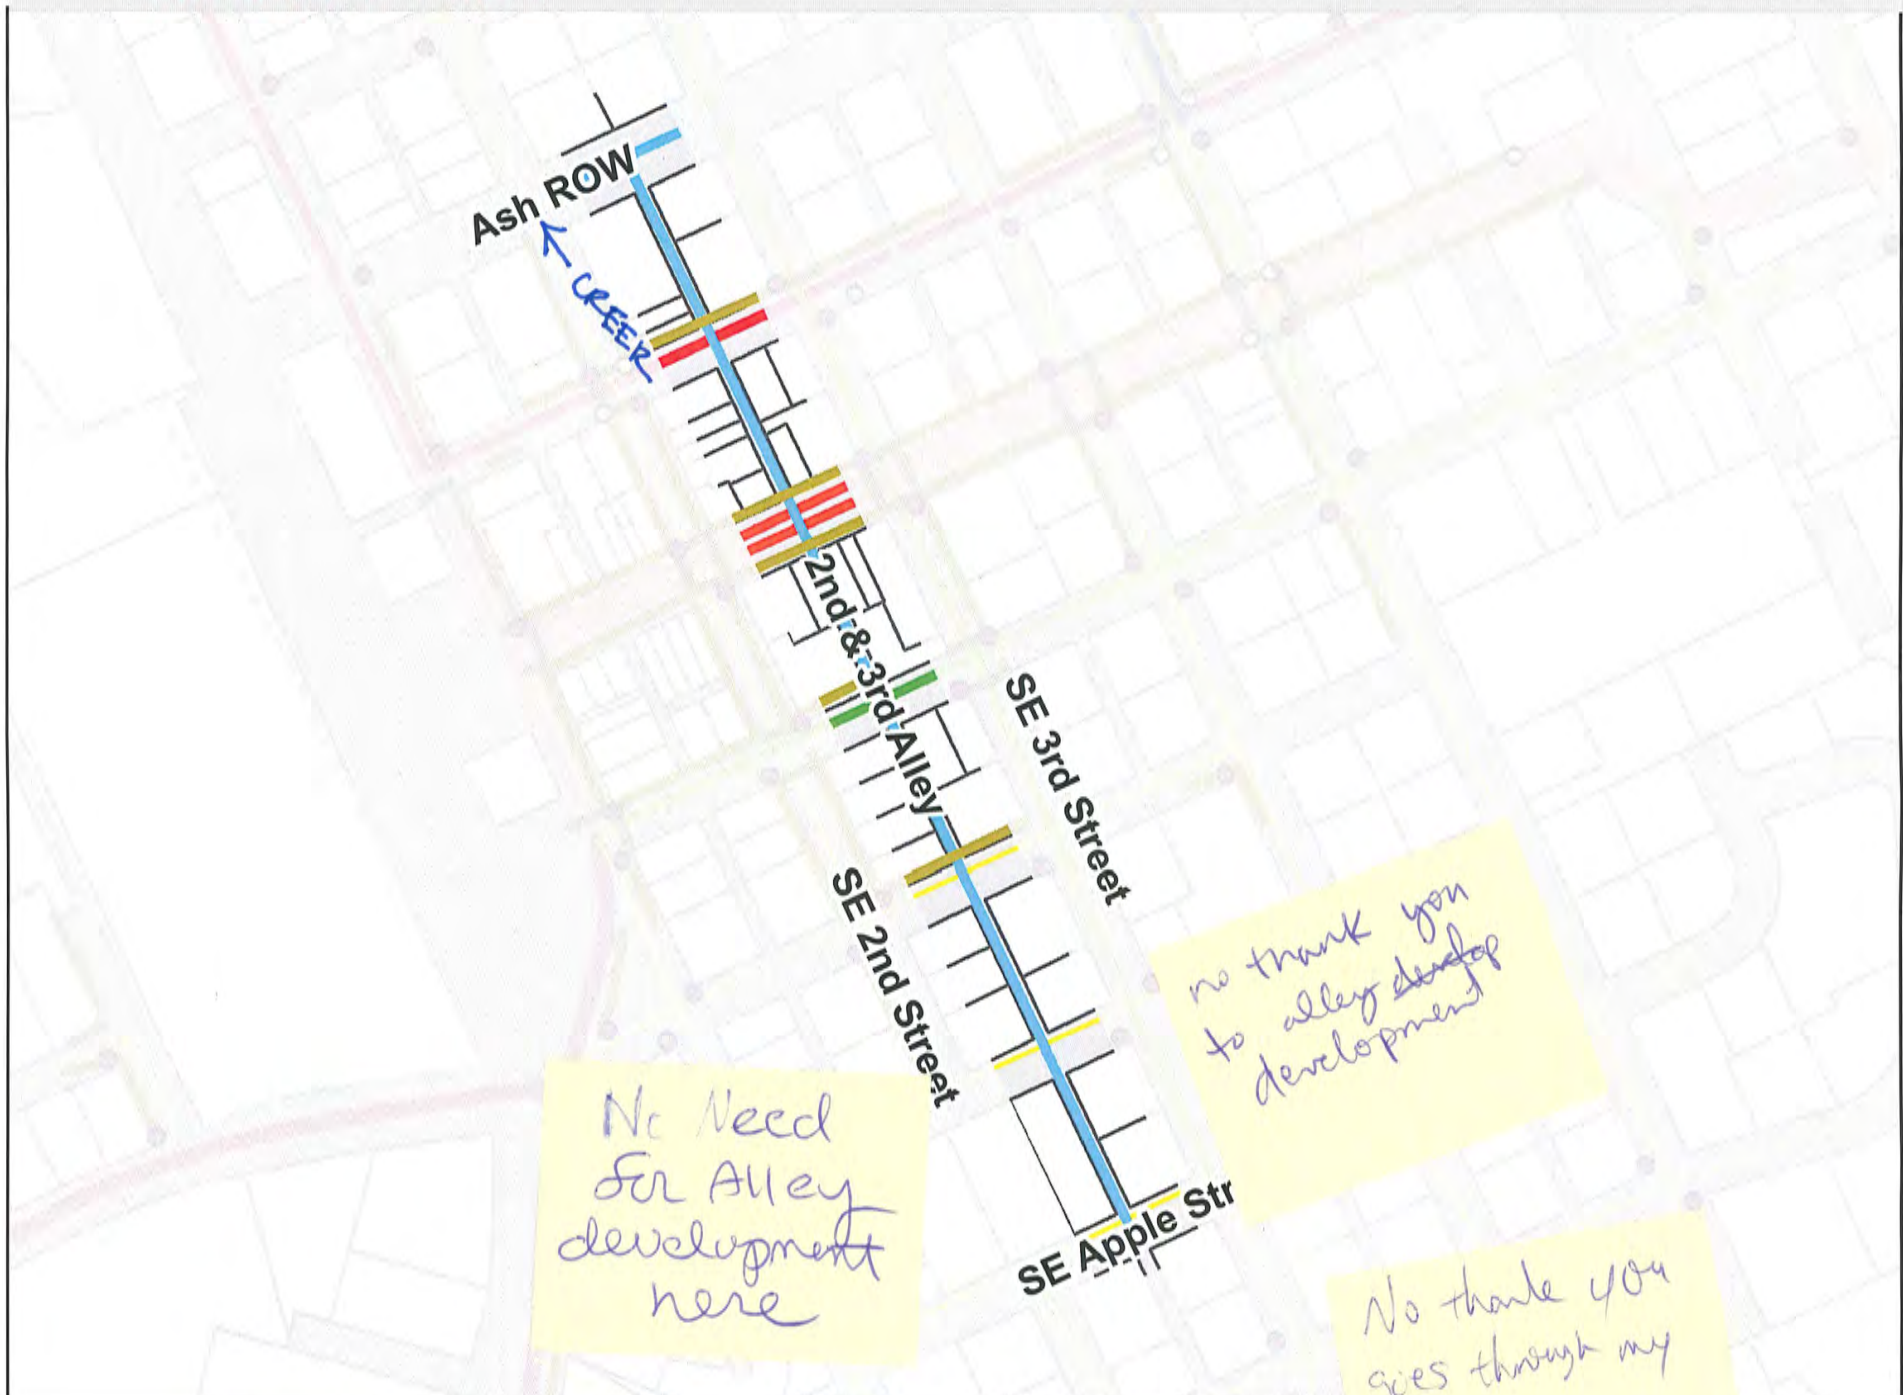 Ash ROW
← CREER
2nd & 3rd Alley
SE 3rd Street
SE 2nd Street
SE Apple Str
no thank you
to alley develop
development
No Need
for Alley
development
here
No thank you
goes through my